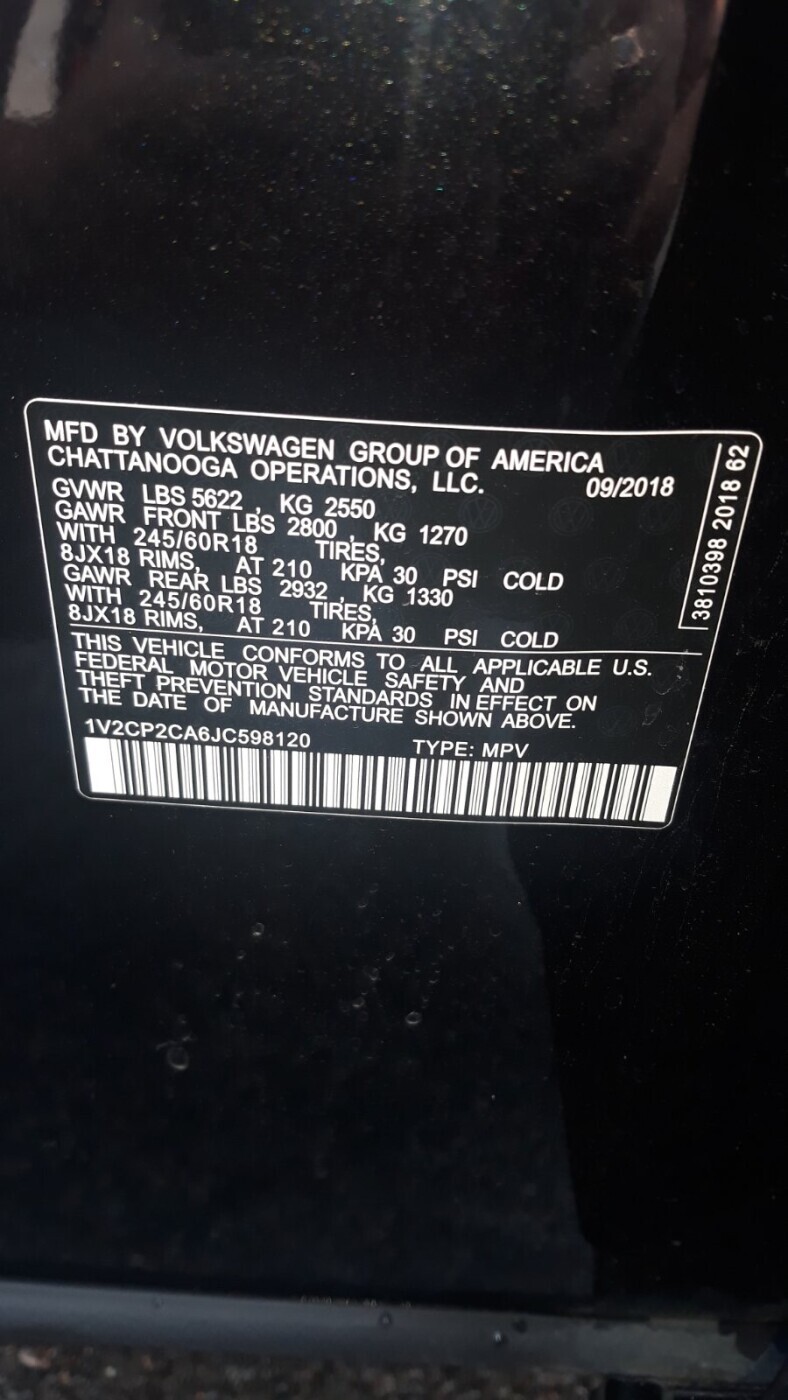 MFD BY VOLKSWAGEN GROUP OF AMERICA
CHATTANOOGA OPERATIONS, LLC. 09/2018
GVWR LBS 5622 , KG 2550
GAWR FRONT LBS 2800 , KG 1270
WITH 245/60R18 TIRES,
8JX18 RIMS, AT 210 KPA 30 PSI COLD
GAWR REAR LBS 2932 , KG 1330
WITH 245/60R18 TIRES,
8JX18 RIMS, AT 210 KPA 30 PSI COLD
THIS VEHICLE CONFORMS TO ALL APPLICABLE U.S.
FEDERAL MOTOR VEHICLE SAFETY AND
THEFT PREVENTION STANDARDS IN EFFECT ON
THE DATE OF MANUFACTURE SHOWN ABOVE.
1V2CP2CA6JC598120 TYPE: MPV
3810398 2018 62